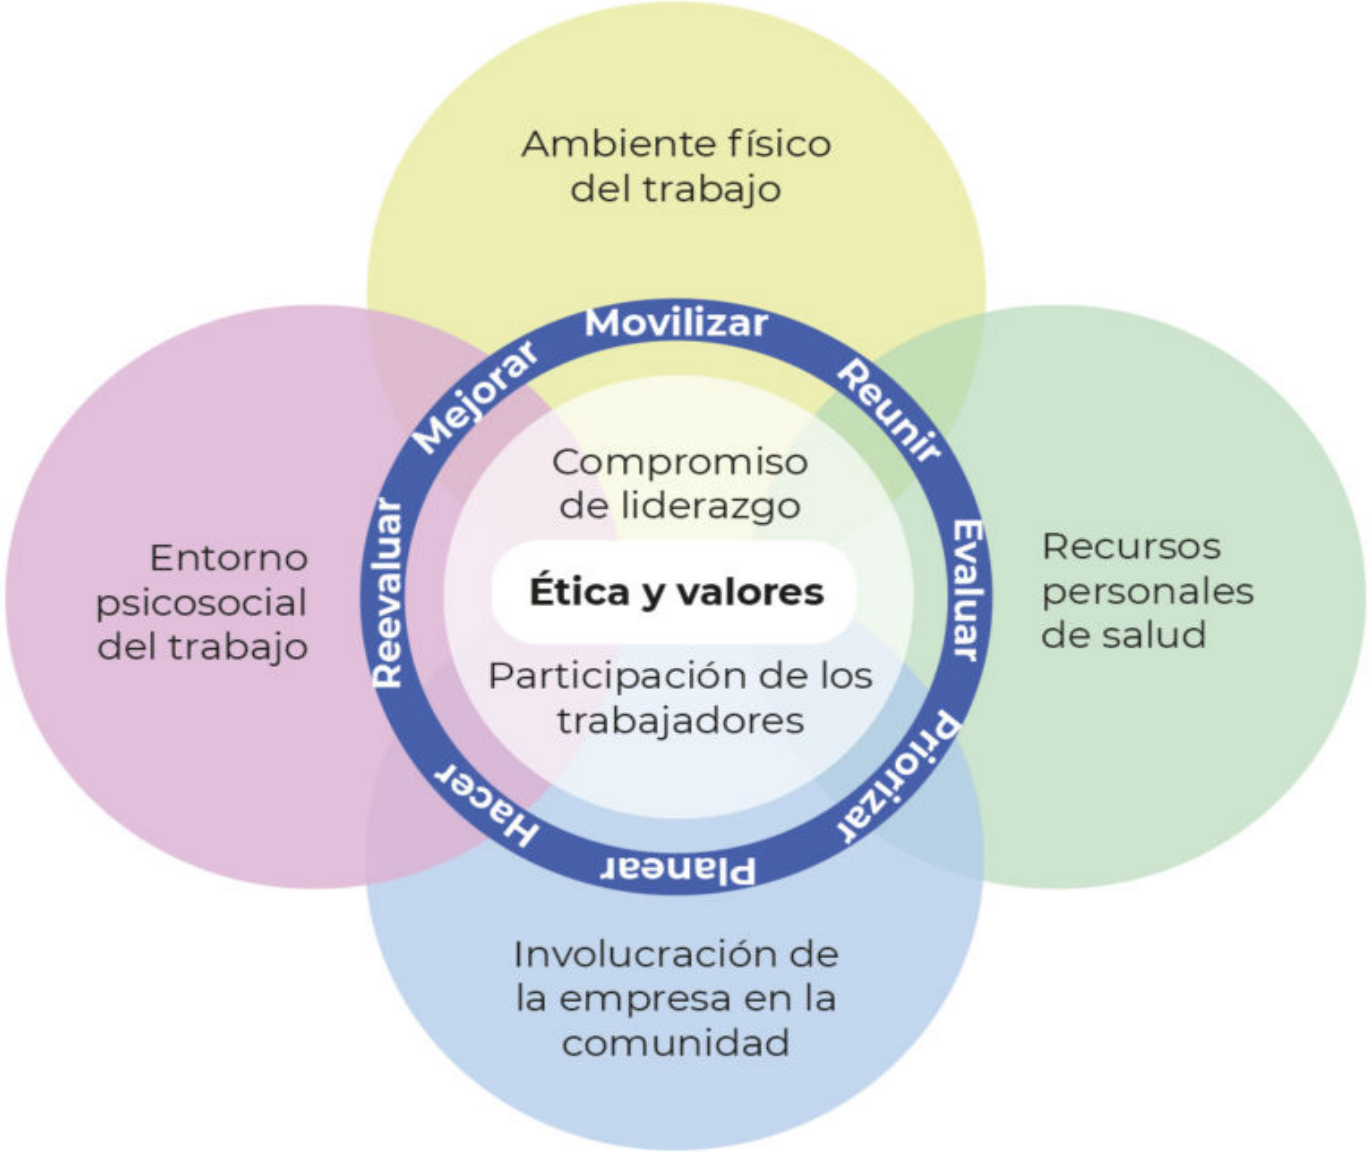 Ambiente físico
del trabajo
Movilizar
Reunir
Evaluar
Priorizar
Planear
Hacer
Reevaluar
Mejorar
Compromiso
de liderazgo
Ética y valores
Participación de los
trabajadores
Entorno
psicosocial
del trabajo
Recursos
personales
de salud
Involucración de
la empresa en la
comunidad